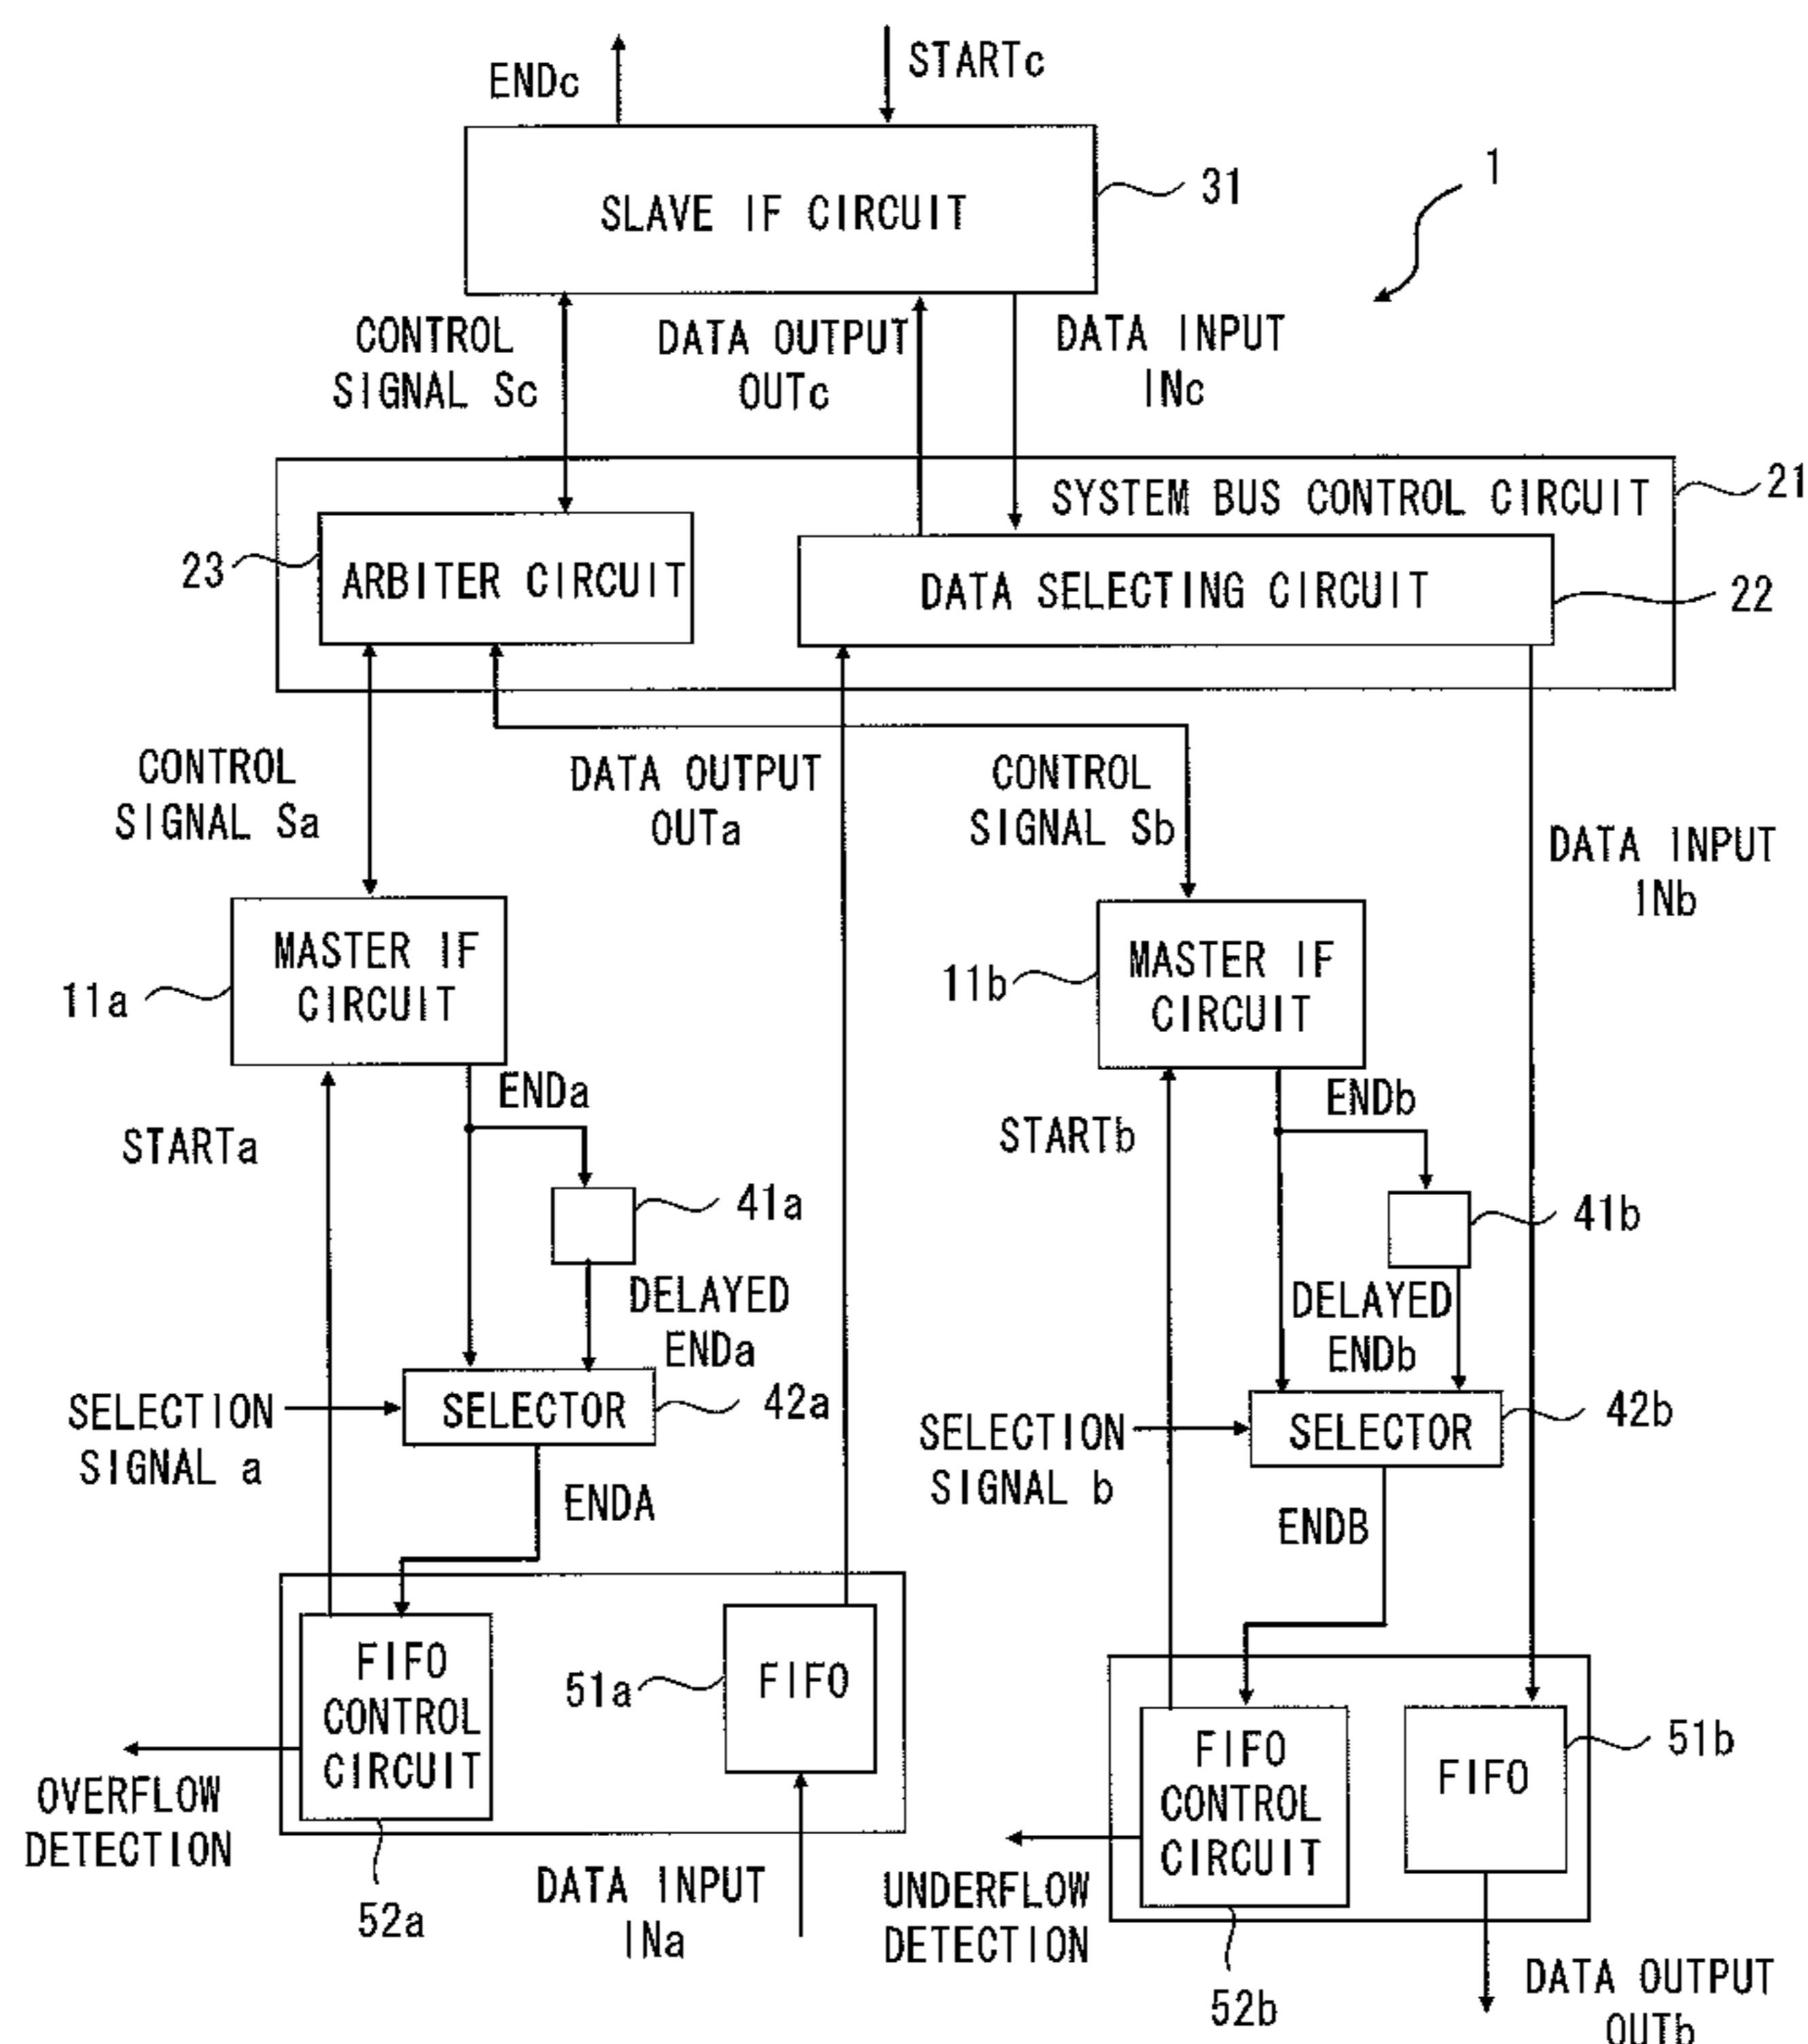 ENDc
STARTc
SLAVE IF CIRCUIT
31
1
CONTROL
SIGNAL Sc
DATA OUTPUT
OUTc
DATA INPUT
INc
SYSTEM BUS CONTROL CIRCUIT
21
23
ARBITER CIRCUIT
DATA SELECTING CIRCUIT
22
CONTROL
SIGNAL Sa
DATA OUTPUT
OUTa
CONTROL
SIGNAL Sb
DATA INPUT
INb
MASTER IF
CIRCUIT
11a
MASTER IF
CIRCUIT
11b
ENDa
STARTa
ENDb
STARTb
41a
41b
DELAYED
ENDa
DELAYED
ENDb
SELECTION
SIGNAL a
SELECTOR
42a
SELECTION
SIGNAL b
SELECTOR
42b
ENDA
ENDB
FIFO
CONTROL
CIRCUIT
51a
FIFO
FIFO
CONTROL
CIRCUIT
FIFO
51b
OVERFLOW
DETECTION
52a
DATA INPUT
INa
UNDERFLOW
DETECTION
52b
DATA OUTPUT
OUTb